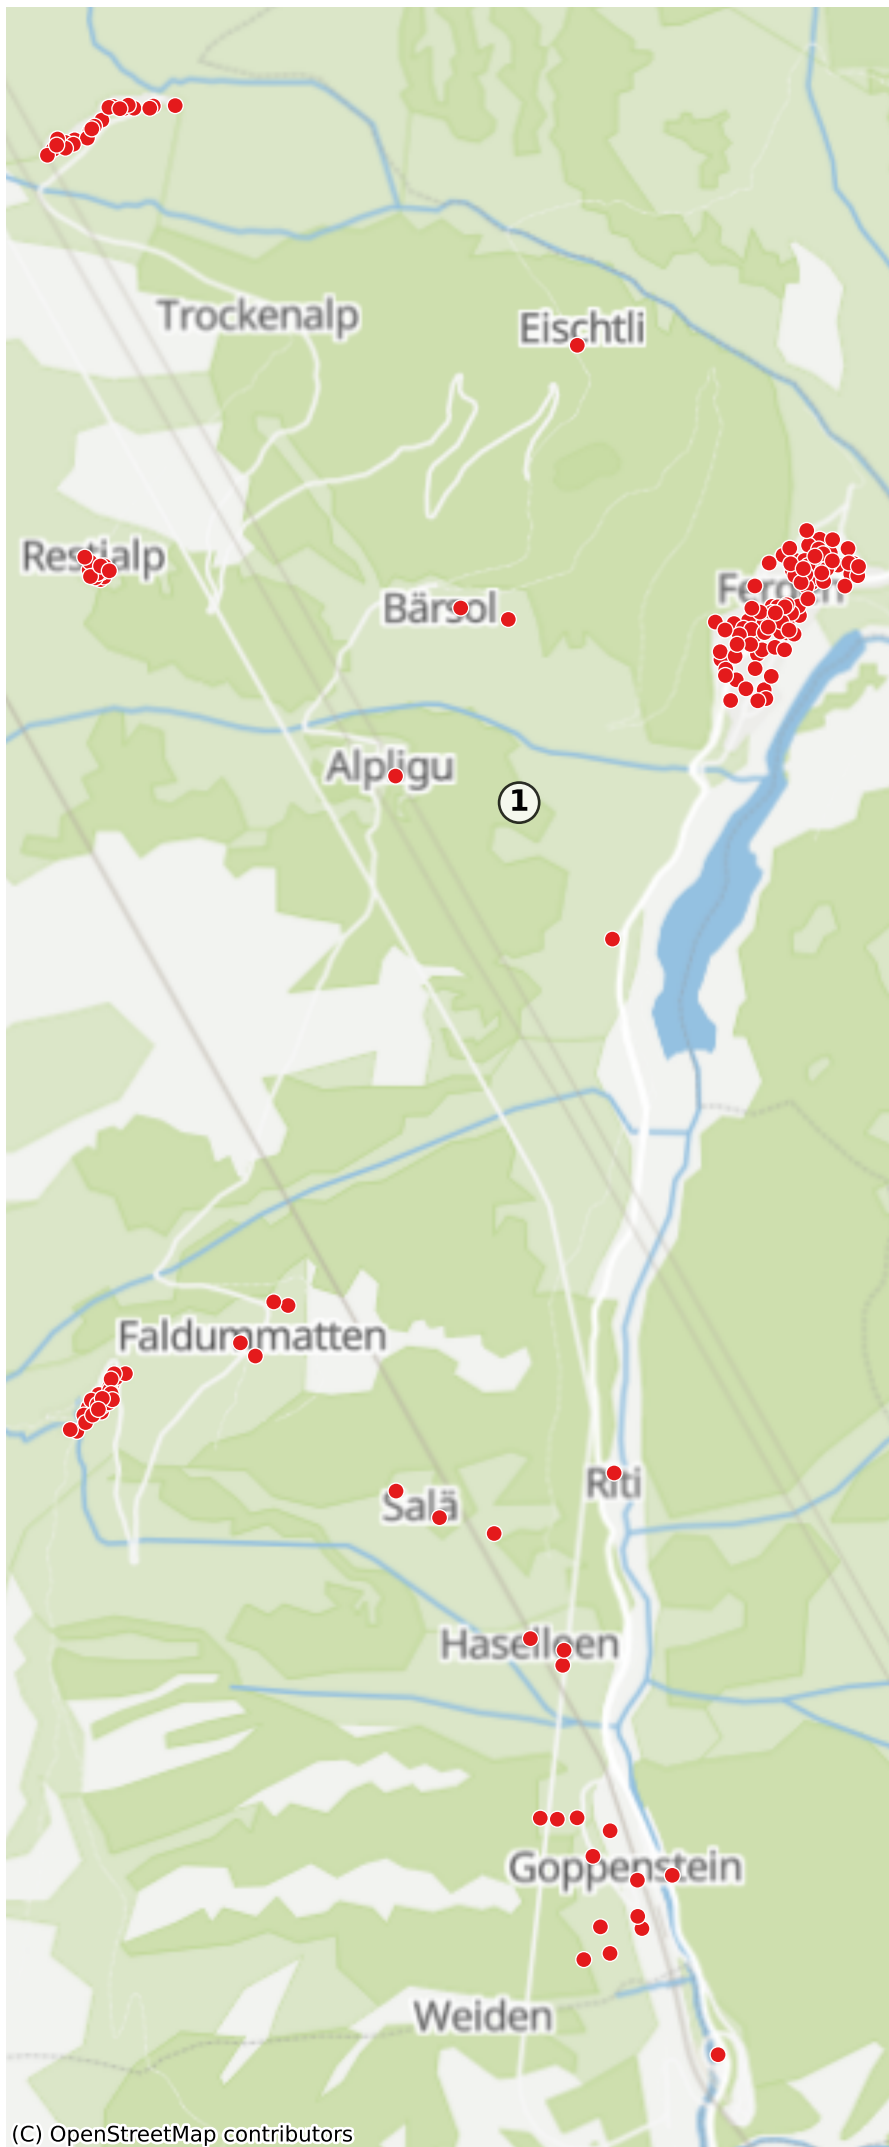 Trockenalp
Eischtli
Restialp
Ferden
Bärsol
Alpligu
1
Faldummatten
Riti
Salä
Haselleen
Goppenstein
Weiden
(C) OpenStreetMap contributors